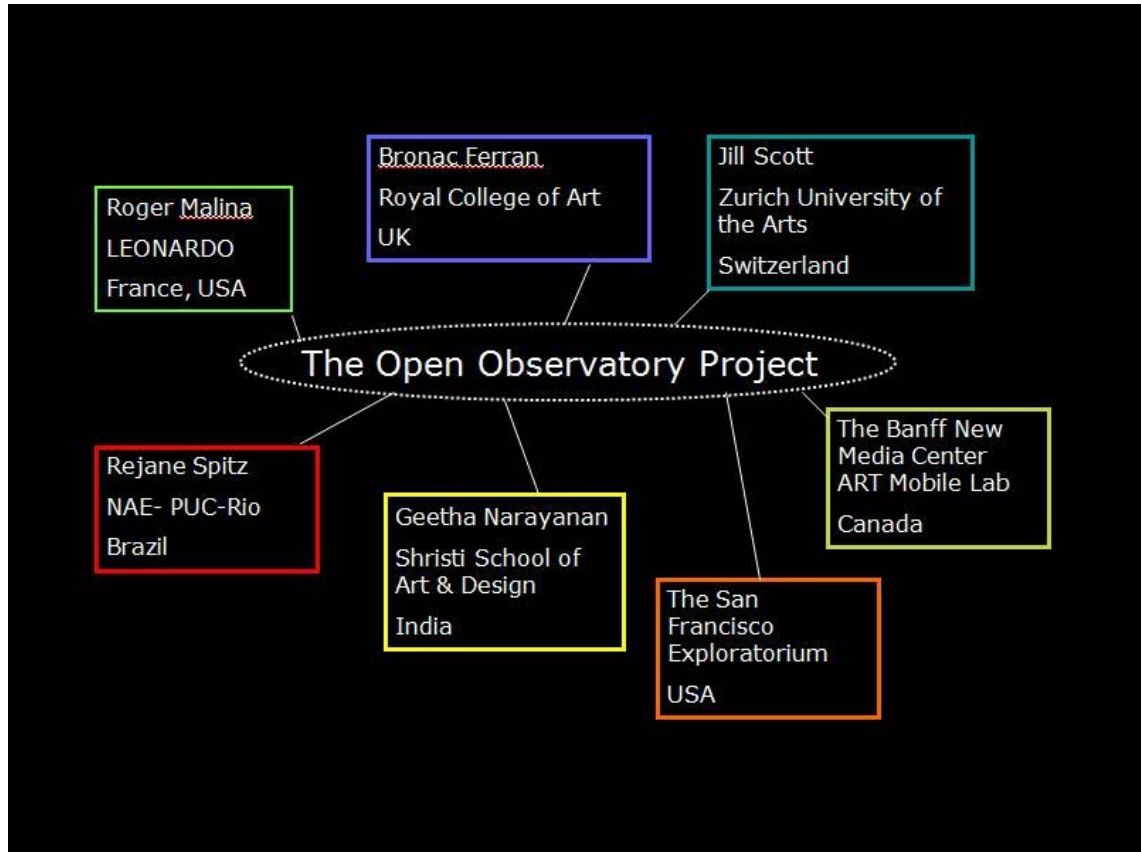 Bronac Ferran
Royal College of Art
UK
Jill Scott
Zurich University of
the Arts
Switzerland
Roger Malina
LEONARDO
France, USA
The Open Observatory Project
Rejane Spitz
NAE- PUC-Rio
Brazil
Geetha Narayanan
Shristi School of
Art & Design
India
The San
Francisco
Exploratorium
USA
The Banff New
Media Center
ART Mobile Lab
Canada